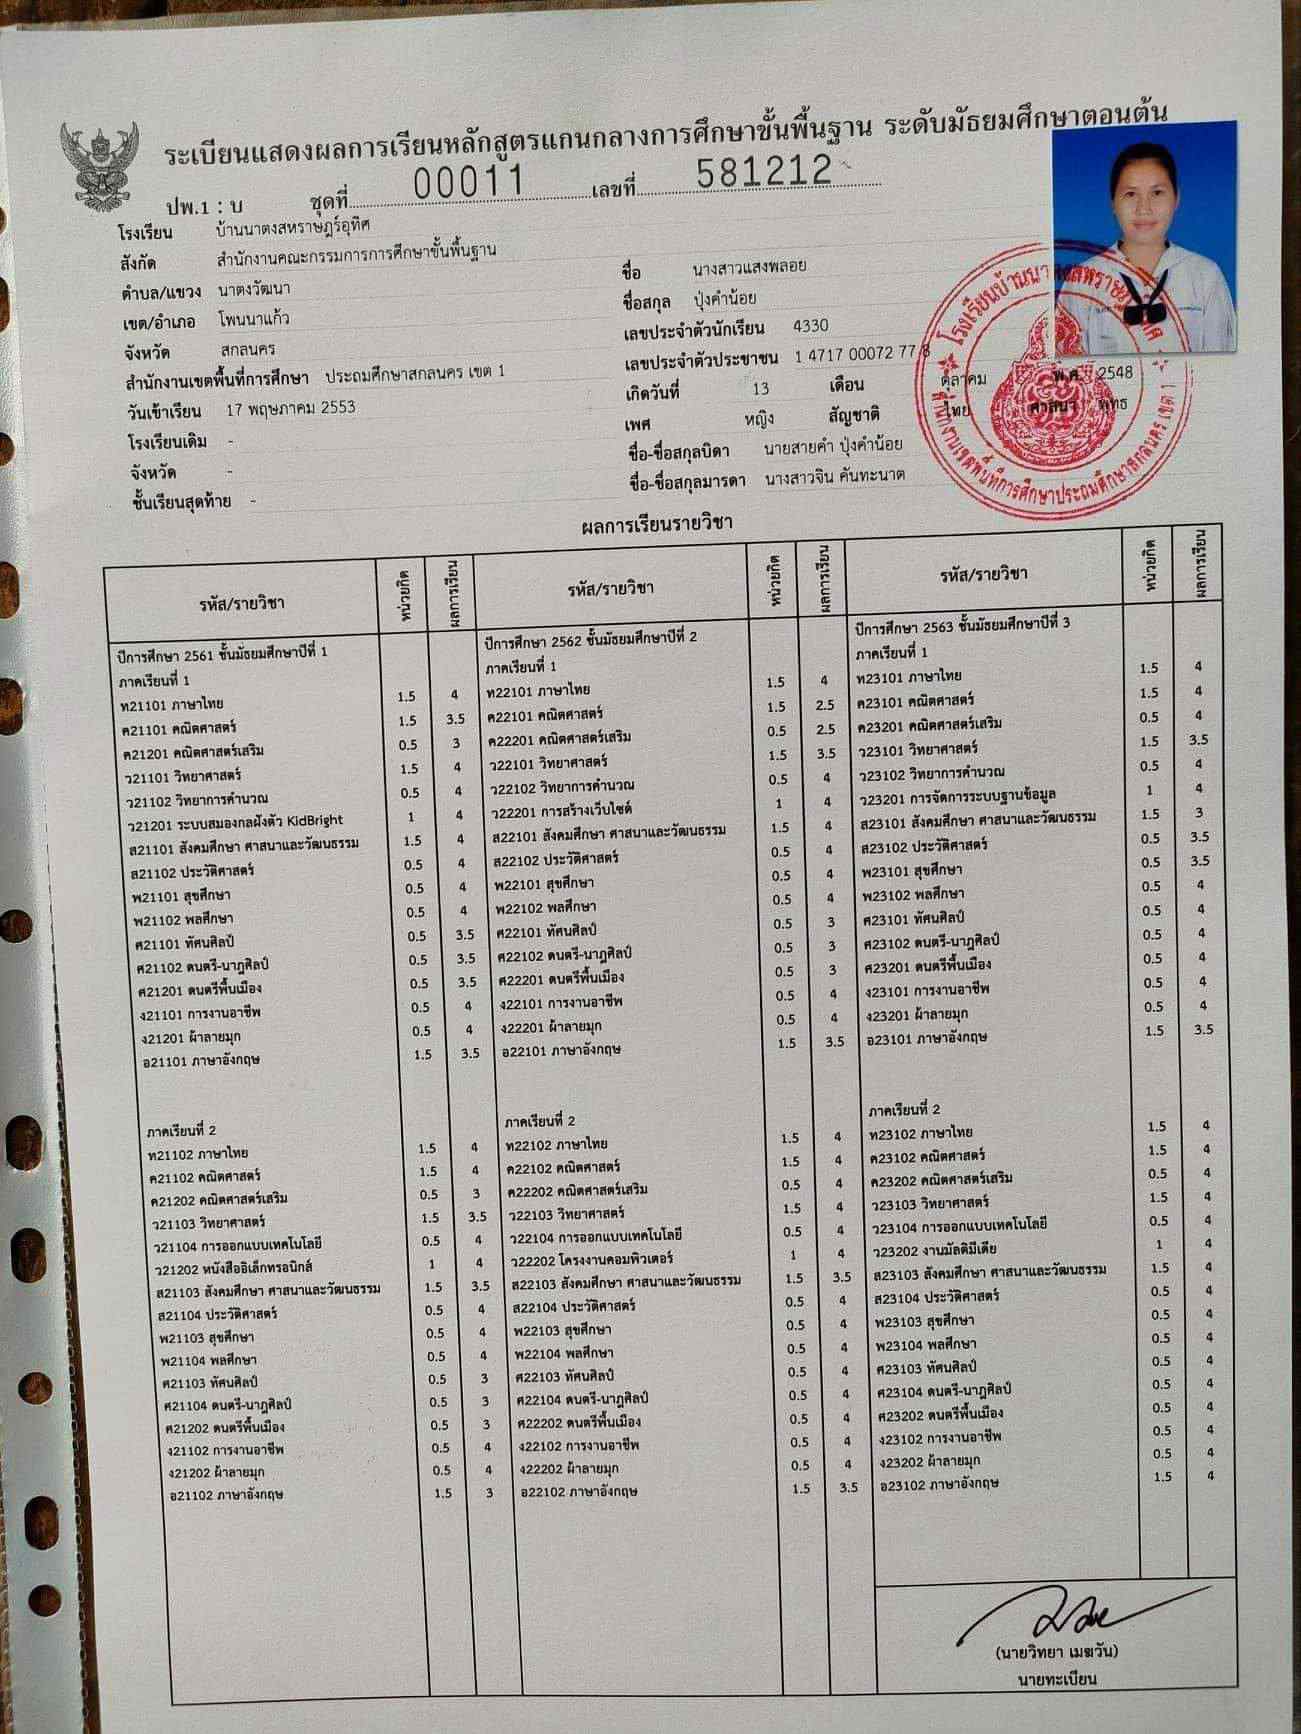 ระเบียนแสดงผลการเรียนหลักสูตรแกนกลางการศึกษาขั้นพื้นฐาน ระดับมัธยมศึกษาตอนต้น
ปพ.1 : บ ชุดที่ 00011 เลขที่ 581212
โรงเรียน บ้านนาตงสหราษฎร์อุทิศ
สังกัด สำนักงานคณะกรรมการการศึกษาขั้นพื้นฐาน
ตำบล/แขวง นาตงวัฒนา
เขต/อำเภอ โพนนาแก้ว
จังหวัด สกลนคร
สำนักงานเขตพื้นที่การศึกษา ประถมศึกษาสกลนคร เขต 1
วันเข้าเรียน 17 พฤษภาคม 2553
โรงเรียนเดิม -
จังหวัด -
ชั้นเรียนสุดท้าย -
ชื่อ นางสาวแสงพลอย
ชื่อสกุล ปุ่งคำน้อย
เลขประจำตัวนักเรียน 4330
เลขประจำตัวประชาชน 1 4717 00072 77 8
เกิดวันที่ 13 เดือน ตุลาคม พ.ศ. 2548
เพศ หญิง สัญชาติ ไทย ศาสนา พุทธ
ชื่อ-ชื่อสกุลบิดา นายสายคำ ปุ่งคำน้อย
ชื่อ-ชื่อสกุลมารดา นางสาวจิน คันทะนาต
ผลการเรียนรายวิชา
รหัส/รายวิชา หน่วยกิต ผลการเรียน
ปีการศึกษา 2561 ชั้นมัธยมศึกษาปีที่ 1
ภาคเรียนที่ 1
ท21101 ภาษาไทย 1.5 4
ค21101 คณิตศาสตร์ 1.5 3.5
ค21201 คณิตศาสตร์เสริม 0.5 3
ว21101 วิทยาศาสตร์ 1.5 4
ว21102 วิทยาการคำนวณ 0.5 4
ว21201 ระบบสมองกลฝังตัว KidBright 1 4
ส21101 สังคมศึกษา ศาสนาและวัฒนธรรม 1.5 4
ส21102 ประวัติศาสตร์ 0.5 4
พ21101 สุขศึกษา 0.5 4
พ21102 พลศึกษา 0.5 4
ศ21101 ทัศนศิลป์ 0.5 3.5
ศ21102 ดนตรี-นาฏศิลป์ 0.5 3.5
ศ21201 ดนตรีพื้นเมือง 0.5 3.5
ง21101 การงานอาชีพ 0.5 4
ง21201 ผ้าลายมุก 0.5 4
อ21101 ภาษาอังกฤษ 1.5 3.5
ภาคเรียนที่ 2
ท21102 ภาษาไทย 1.5 4
ค21102 คณิตศาสตร์ 1.5 4
ค21202 คณิตศาสตร์เสริม 0.5 3
ว21103 วิทยาศาสตร์ 1.5 3.5
ว21104 การออกแบบเทคโนโลยี 0.5 4
ว21202 หนังสืออิเล็กทรอนิกส์ 1 4
ส21103 สังคมศึกษา ศาสนาและวัฒนธรรม 1.5 3.5
ส21104 ประวัติศาสตร์ 0.5 4
พ21103 สุขศึกษา 0.5 4
พ21104 พลศึกษา 0.5 4
ศ21103 ทัศนศิลป์ 0.5 3
ศ21104 ดนตรี-นาฏศิลป์ 0.5 3
ศ21202 ดนตรีพื้นเมือง 0.5 3
ง21102 การงานอาชีพ 0.5 4
ง21202 ผ้าลายมุก 0.5 4
อ21102 ภาษาอังกฤษ 1.5 3
รหัส/รายวิชา หน่วยกิต ผลการเรียน
ปีการศึกษา 2562 ชั้นมัธยมศึกษาปีที่ 2
ภาคเรียนที่ 1
ท22101 ภาษาไทย 1.5 4
ค22101 คณิตศาสตร์ 1.5 2.5
ค22201 คณิตศาสตร์เสริม 0.5 2.5
ว22101 วิทยาศาสตร์ 1.5 3.5
ว22102 วิทยาการคำนวณ 0.5 4
ว22201 การสร้างเว็บไซต์ 1 4
ส22101 สังคมศึกษา ศาสนาและวัฒนธรรม 1.5 4
ส22102 ประวัติศาสตร์ 0.5 4
พ22101 สุขศึกษา 0.5 4
พ22102 พลศึกษา 0.5 4
ศ22101 ทัศนศิลป์ 0.5 3
ศ22102 ดนตรี-นาฏศิลป์ 0.5 3
ศ22201 ดนตรีพื้นเมือง 0.5 3
ง22101 การงานอาชีพ 0.5 4
ง22201 ผ้าลายมุก 0.5 4
อ22101 ภาษาอังกฤษ 1.5 3.5
ภาคเรียนที่ 2
ท22102 ภาษาไทย 1.5 4
ค22102 คณิตศาสตร์ 1.5 4
ค22202 คณิตศาสตร์เสริม 0.5 4
ว22103 วิทยาศาสตร์ 1.5 4
ว22104 การออกแบบเทคโนโลยี 0.5 4
ว22202 โครงงานคอมพิวเตอร์ 1 4
ส22103 สังคมศึกษา ศาสนาและวัฒนธรรม 1.5 3.5
ส22104 ประวัติศาสตร์ 0.5 4
พ22103 สุขศึกษา 0.5 4
พ22104 พลศึกษา 0.5 4
ศ22103 ทัศนศิลป์ 0.5 4
ศ22104 ดนตรี-นาฏศิลป์ 0.5 4
ศ22202 ดนตรีพื้นเมือง 0.5 4
ง22102 การงานอาชีพ 0.5 4
ง22202 ผ้าลายมุก 0.5 4
อ22102 ภาษาอังกฤษ 1.5 3.5
รหัส/รายวิชา หน่วยกิต ผลการเรียน
ปีการศึกษา 2563 ชั้นมัธยมศึกษาปีที่ 3
ภาคเรียนที่ 1
ท23101 ภาษาไทย 1.5 4
ค23101 คณิตศาสตร์ 1.5 4
ค23201 คณิตศาสตร์เสริม 0.5 4
ว23101 วิทยาศาสตร์ 1.5 3.5
ว23102 วิทยาการคำนวณ 0.5 4
ว23201 การจัดการระบบฐานข้อมูล 1 4
ส23101 สังคมศึกษา ศาสนาและวัฒนธรรม 1.5 3
ส23102 ประวัติศาสตร์ 0.5 3.5
พ23101 สุขศึกษา 0.5 3.5
พ23102 พลศึกษา 0.5 4
ศ23101 ทัศนศิลป์ 0.5 4
ศ23102 ดนตรี-นาฏศิลป์ 0.5 4
ศ23201 ดนตรีพื้นเมือง 0.5 4
ง23101 การงานอาชีพ 0.5 4
ง23201 ผ้าลายมุก 0.5 4
อ23101 ภาษาอังกฤษ 1.5 3.5
ภาคเรียนที่ 2
ท23102 ภาษาไทย 1.5 4
ค23102 คณิตศาสตร์ 1.5 4
ค23202 คณิตศาสตร์เสริม 0.5 4
ว23103 วิทยาศาสตร์ 1.5 4
ว23104 การออกแบบเทคโนโลยี 0.5 4
ว23202 งานมัลติมีเดีย 1 4
ส23103 สังคมศึกษา ศาสนาและวัฒนธรรม 1.5 4
ส23104 ประวัติศาสตร์ 0.5 4
พ23103 สุขศึกษา 0.5 4
พ23104 พลศึกษา 0.5 4
ศ23103 ทัศนศิลป์ 0.5 4
ศ23104 ดนตรี-นาฏศิลป์ 0.5 4
ศ23202 ดนตรีพื้นเมือง 0.5 4
ง23102 การงานอาชีพ 0.5 4
ง23202 ผ้าลายมุก 0.5 4
อ23102 ภาษาอังกฤษ 1.5 4
(นายวิทยา เมฆวัน)
นายทะเบียน
สำนักงานเขตพื้นที่การศึกษาประถมศึกษาสกลนคร เขต 1